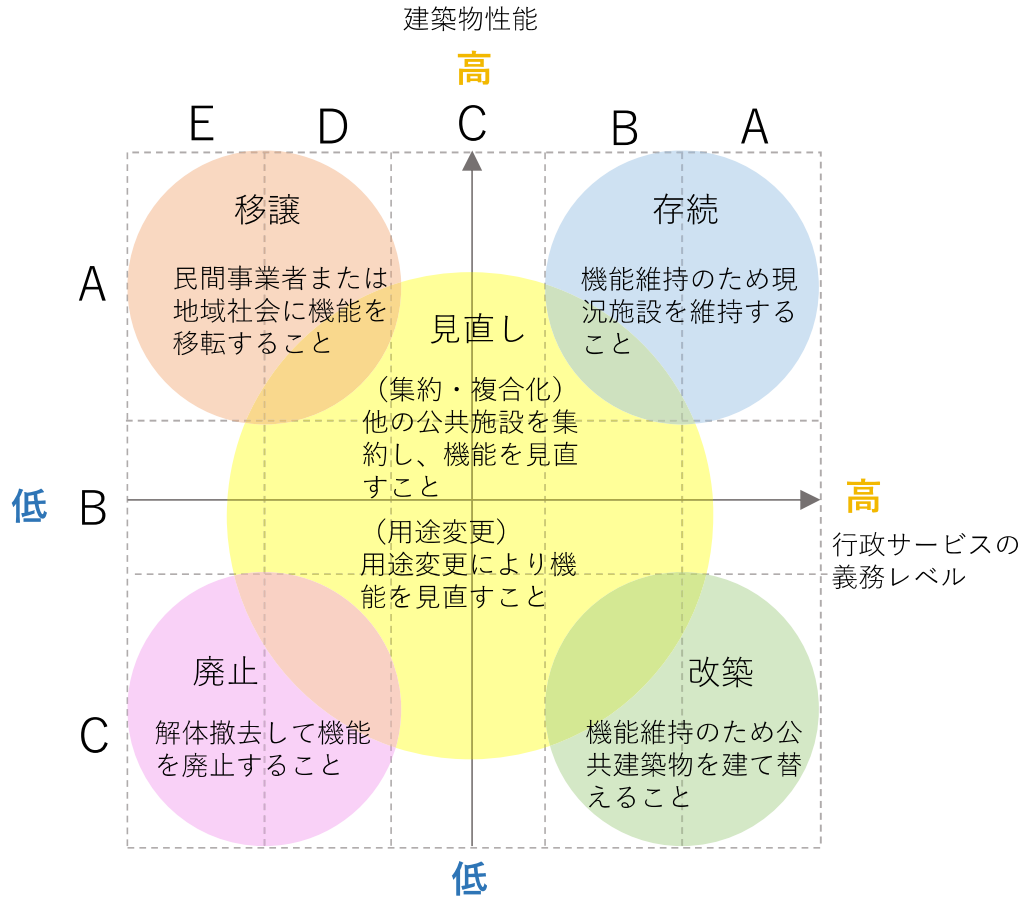 建築物性能
高
E
D
C
B
A
移譲
民間事業者または
地域社会に機能を
移転すること
存続
機能維持のため現
況施設を維持する
こと
A
見直し
（集約・複合化）
他の公共施設を集
約し、機能を見直
すこと
（用途変更）
用途変更により機
能を見直すこと
低
B
高
行政サービスの
義務レベル
C
廃止
解体撤去して機能
を廃止すること
改築
機能維持のため公
共建築物を建て替
えること
低